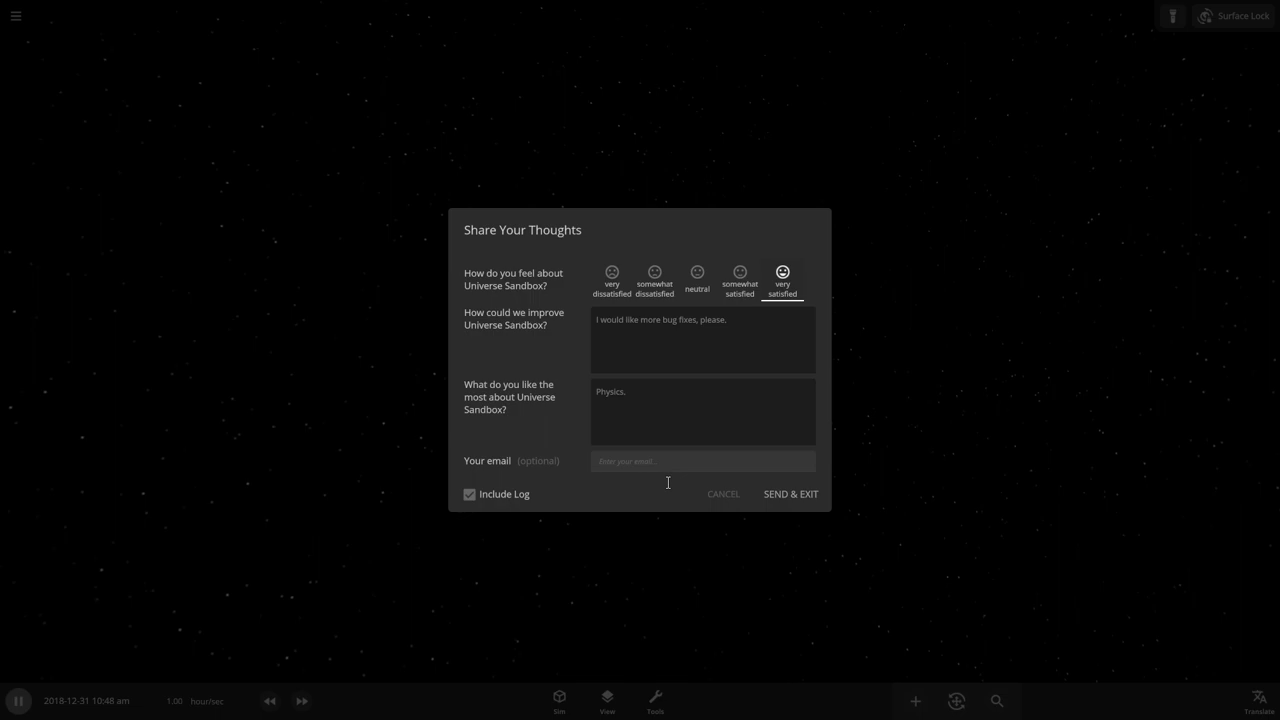 Surface Lock
Share Your Thoughts
How do you feel about
Universe Sandbox?
very
dissatisfied
somewhat
dissatisfied
neutral
somewhat
satisfied
very
satisfied
How could we improve
Universe Sandbox?
I would like more bug fixes, please.
What do you like the
most about Universe
Sandbox?
Physics.
Your email (optional)
Enter your email...
Include Log
CANCEL
SEND & EXIT
2018-12-31 10:48 am
1.00 hour/sec
Sim
View
Tools
Translate